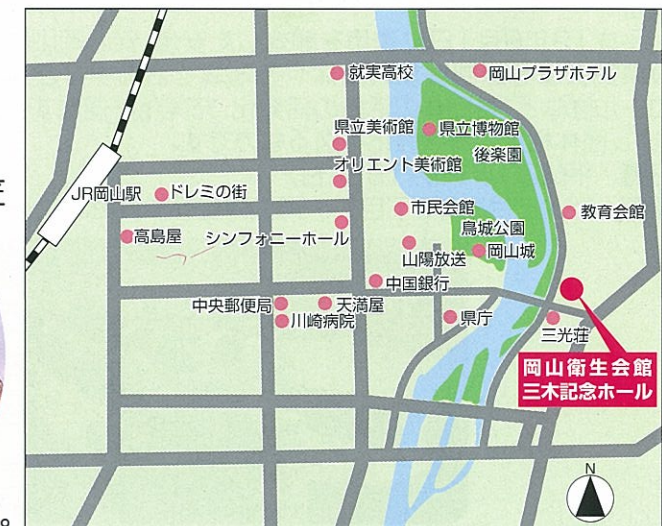 就実高校
岡山プラザホテル
県立美術館
県立博物館
オリエント美術館
後楽園
JR岡山駅
ドレミの街
市民会館
教育会館
烏城公園
高島屋
シンフォニーホール
岡山城
山陽放送
中国銀行
中央郵便局
天満屋
川崎病院
県庁
三光荘
岡山衛生会館
三木記念ホール
N